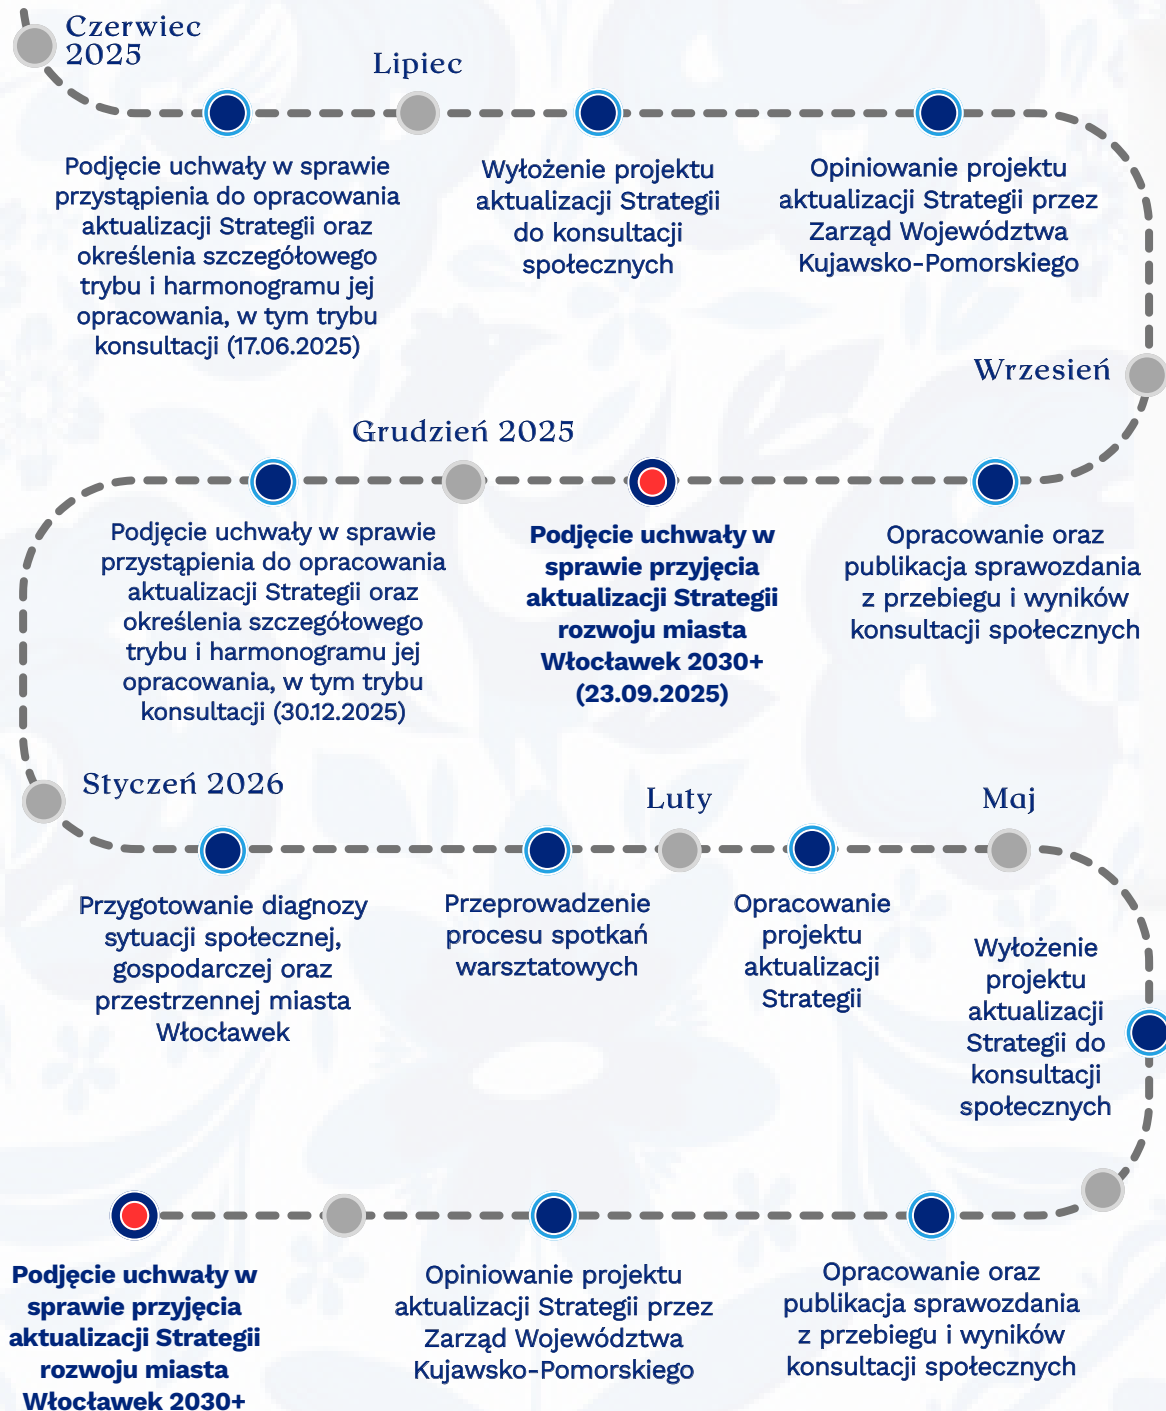 Czerwiec
2025
Lipiec
Podjęcie uchwały w sprawie
przystąpienia do opracowania
aktualizacji Strategii oraz
określenia szczegółowego
trybu i harmonogramu jej
opracowania, w tym trybu
konsultacji (17.06.2025)
Wyłożenie projektu
aktualizacji Strategii
do konsultacji
społecznych
Opiniowanie projektu
aktualizacji Strategii przez
Zarząd Województwa
Kujawsko-Pomorskiego
Wrzesień
Opracowanie oraz
publikacja sprawozdania
z przebiegu i wyników
konsultacji społecznych
Podjęcie uchwały w
sprawie przyjęcia
aktualizacji Strategii
rozwoju miasta
Włocławek 2030+
(23.09.2025)
Grudzień 2025
Podjęcie uchwały w sprawie
przystąpienia do opracowania
aktualizacji Strategii oraz
określenia szczegółowego
trybu i harmonogramu jej
opracowania, w tym trybu
konsultacji (30.12.2025)
Styczeń 2026
Przygotowanie diagnozy
sytuacji społecznej,
gospodarczej oraz
przestrzennej miasta
Włocławek
Przeprowadzenie
procesu spotkań
warsztatowych
Luty
Opracowanie
projektu
aktualizacji
Strategii
Maj
Wyłożenie
projektu
aktualizacji
Strategii do
konsultacji
społecznych
Opracowanie oraz
publikacja sprawozdania
z przebiegu i wyników
konsultacji społecznych
Opiniowanie projektu
aktualizacji Strategii przez
Zarząd Województwa
Kujawsko-Pomorskiego
Podjęcie uchwały w
sprawie przyjęcia
aktualizacji Strategii
rozwoju miasta
Włocławek 2030+